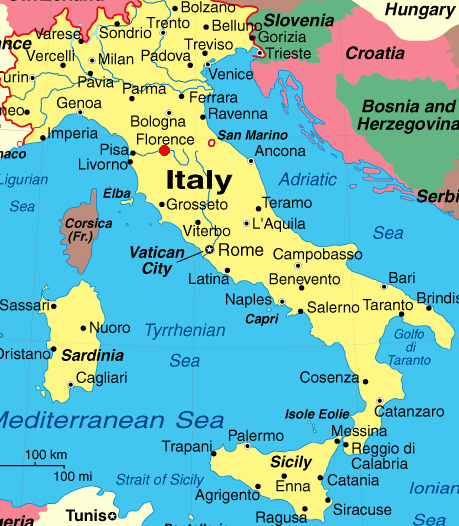 Switzerland
Bolzano
Hungary
Slovenia
Trento
Belluno
Varese
Sondrio
Gorizia
Vercelli
Milan
Treviso
Padova
Trieste
Croatia
Venice
Pavia
Parma
Ferrara
Genoa
Ravenna
Bosnia and
Herzegovina
Bologna
Imperia
Florence
San Marino
Pisa
Ancona
Livorno
Italy
Ligurian
Sea
Adriatic
Sea
Elba
Grosseto
Teramo
Corsica
(Fr.)
Viterbo
L'Aquila
Vatican
City
Rome
Campobasso
Latina
Benevento
Bari
Sassari
Naples
Salerno
Taranto
Brindis
Capri
Nuoro
Tyrrhenian
Sea
Golfo
di
Taranto
Oristano
Sardinia
Cagliari
Cosenza
Mediterranean Sea
Isole Eolie
Catanzaro
Messina
Palermo
Reggio di
Calabria
Trapani
100 km
100 mi
Sicily
Strait of Sicily
Enna
Catania
Agrigento
Ionian
Sea
Siracuse
Ragusa
Tunis